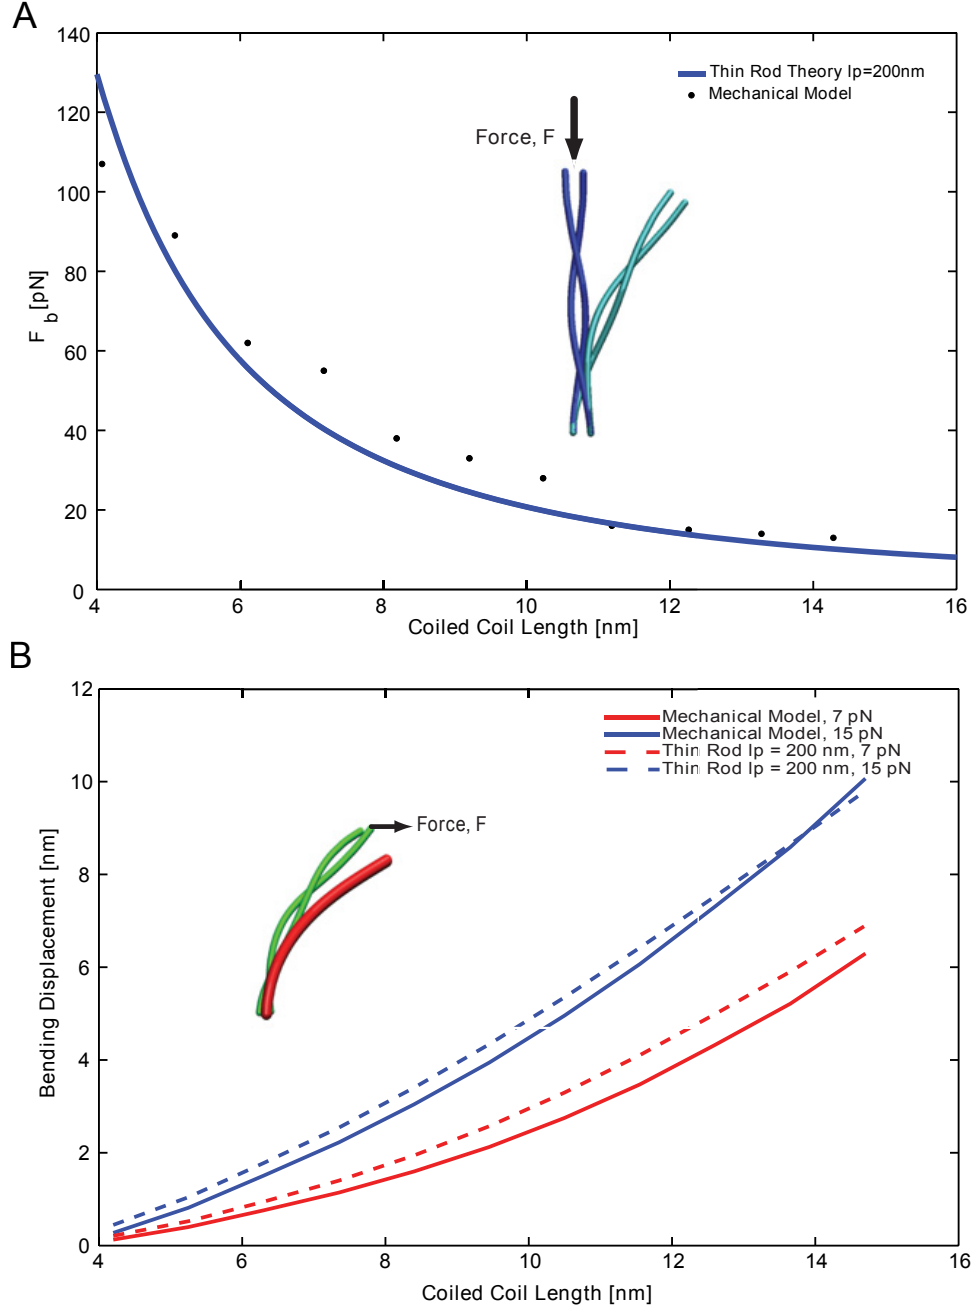 A
140
120
100
80
60
40
20
0
F b [pN]
Thin Rod Theory lp=200nm
Mechanical Model
Force, F
4 6 8 10 12 14 16
Coiled Coil Length [nm]
B
12
10
8
6
4
2
0
Bending Displacement [nm]
Mechanical Model, 7 pN
Mechanical Model, 15 pN
Thin Rod lp = 200 nm, 7 pN
Thin Rod lp = 200 nm, 15 pN
Force, F
4 6 8 10 12 14 16
Coiled Coil Length [nm]